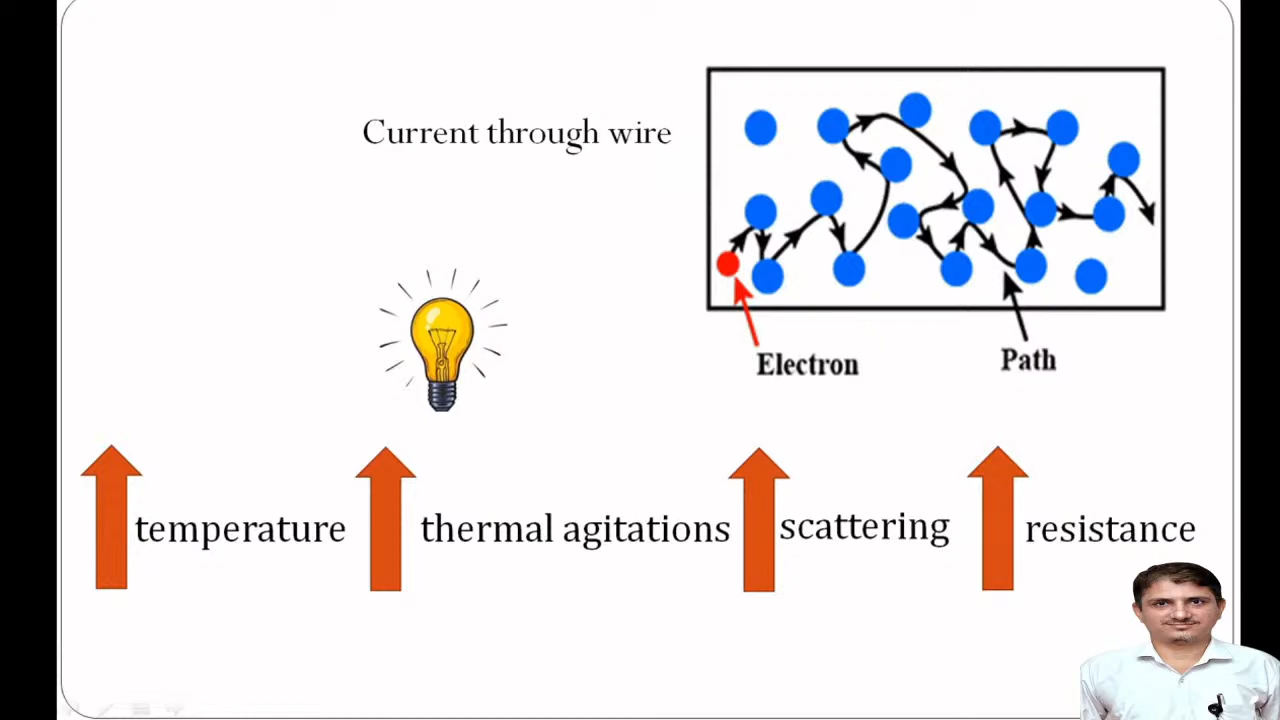 Current through wire
Electron
Path
temperature
thermal agitations
scattering
resistance